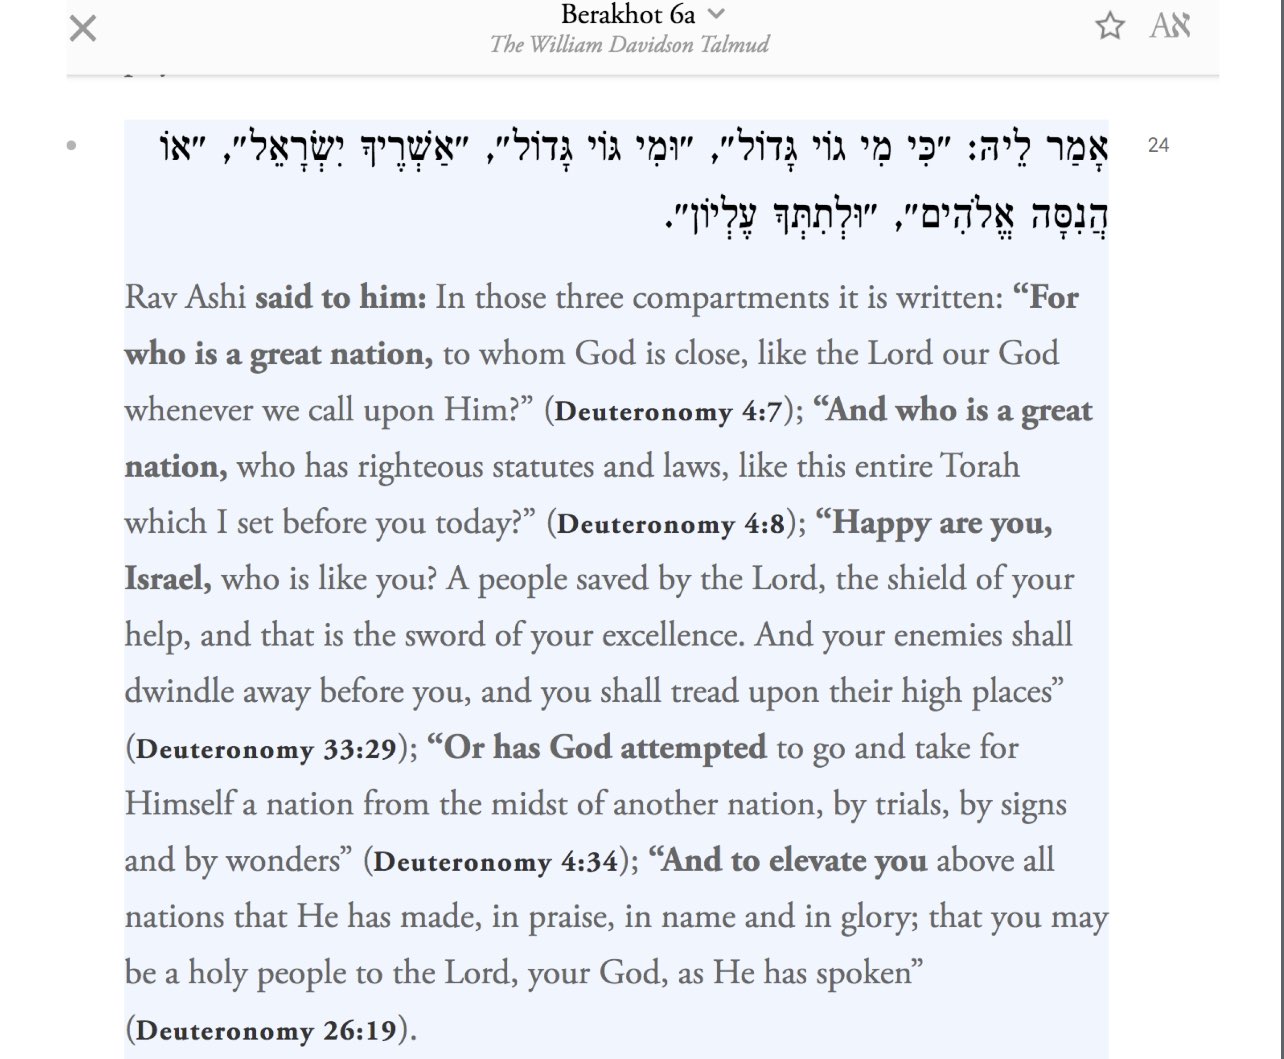 Berakhot 6a
The William Davidson Talmud
Aא
24
אָמַר לֵיהּ: ״כִּי מִי גוֹי גָּדוֹל״, ״וּמִי גּוֹי גָּדוֹל״, ״אַשְׁרֶיךָ יִשְׂרָאֵל״, ״אוֹ
הֲנִסָּה אֱלֹהִים״, ״וּלְתִתְּךָ עֶלְיוֹן״.
Rav Ashi said to him: In those three compartments it is written: “For
who is a great nation, to whom God is close, like the Lord our God
whenever we call upon Him?” (Deuteronomy 4:7); “And who is a great
nation, who has righteous statutes and laws, like this entire Torah
which I set before you today?” (Deuteronomy 4:8); “Happy are you,
Israel, who is like you? A people saved by the Lord, the shield of your
help, and that is the sword of your excellence. And your enemies shall
dwindle away before you, and you shall tread upon their high places”
(Deuteronomy 33:29); “Or has God attempted to go and take for
Himself a nation from the midst of another nation, by trials, by signs
and by wonders” (Deuteronomy 4:34); “And to elevate you above all
nations that He has made, in praise, in name and in glory; that you may
be a holy people to the Lord, your God, as He has spoken”
(Deuteronomy 26:19).